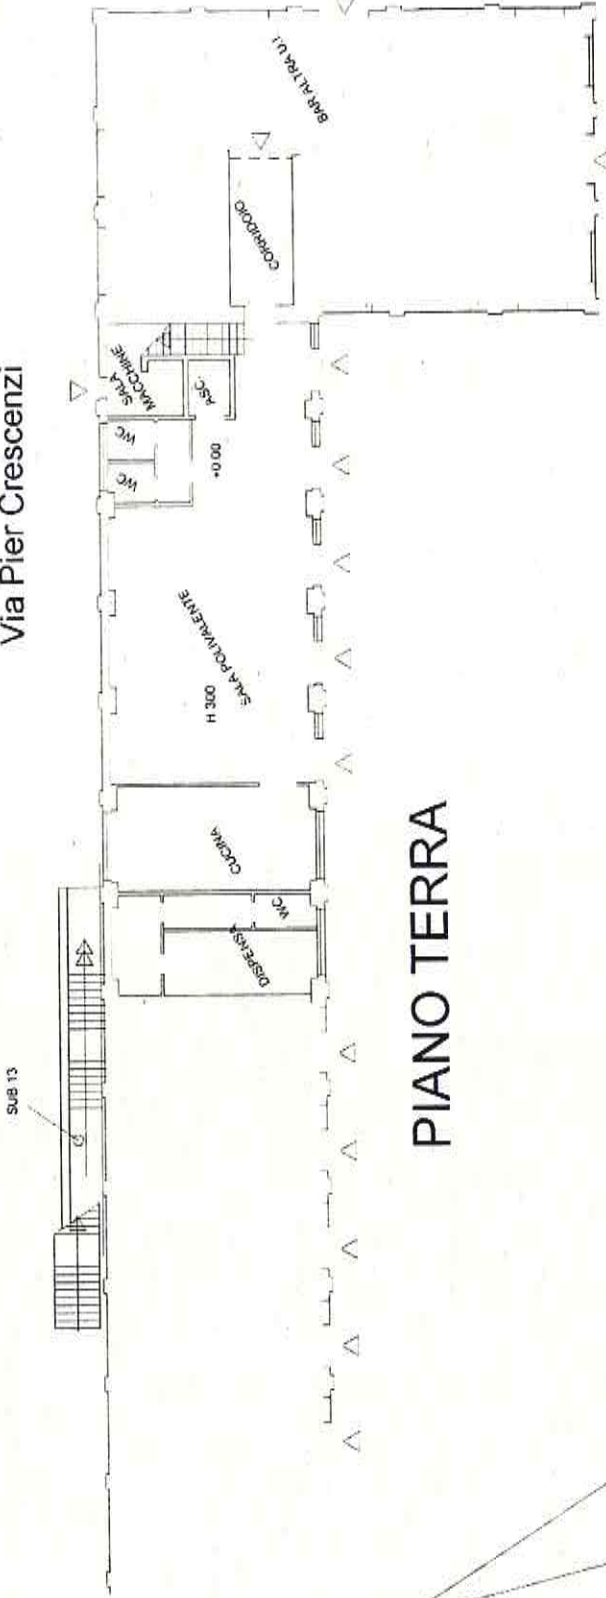 Via Pier Crescenzi
BAR ALTRA U.I
CORRIDOIO
SALA
MACCHINE
ASC.
WC
WC
+0.00
SALA POLIVALENTE
H 300
CUCINA
WC
DISPENSA
SUB 13
PIANO TERRA